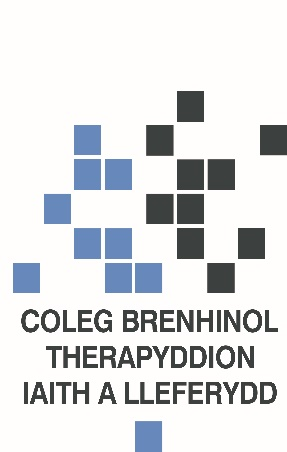 COLEG BRENHINOL
THERAPYDDION
IAITH A LLEFERYDD